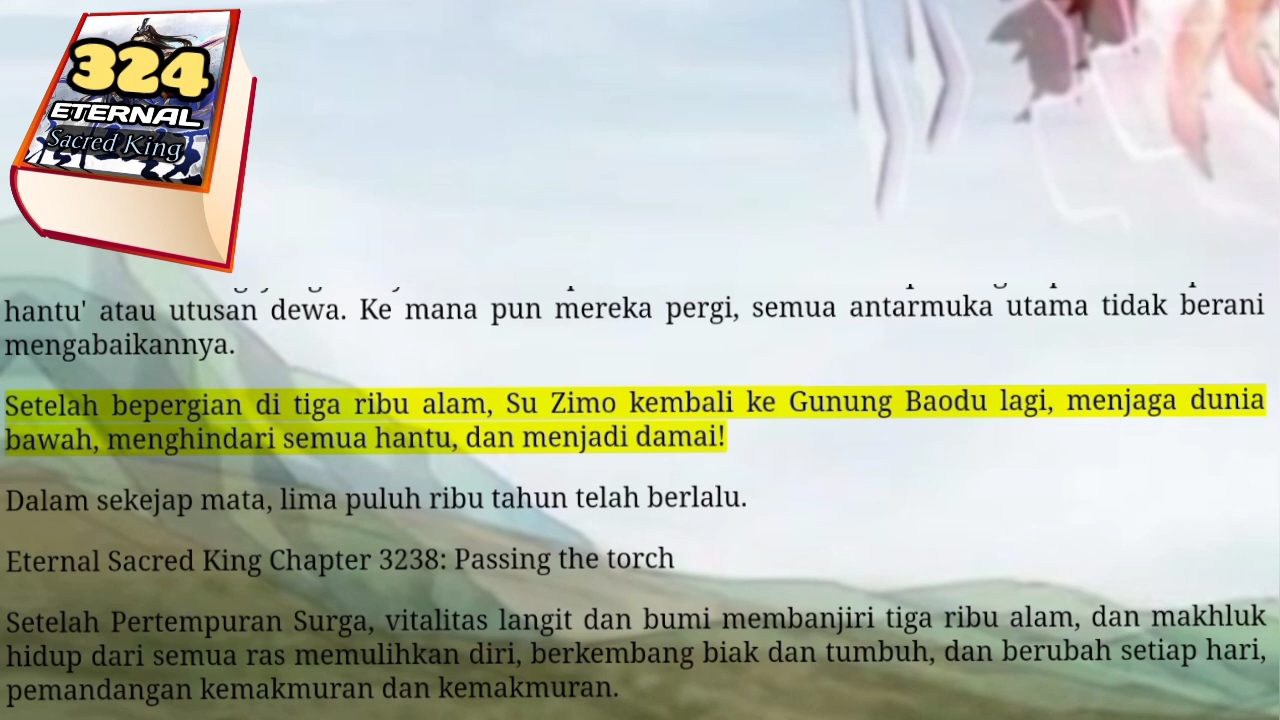 324
ETERNAL
Sacred King
hantu' atau utusan dewa. Ke mana pun mereka pergi, semua antarmuka utama tidak berani
mengabaikannya.
Setelah bepergian di tiga ribu alam, Su Zimo kembali ke Gunung Baodu lagi, menjaga dunia
bawah, menghindari semua hantu, dan menjadi damai!
Dalam sekejap mata, lima puluh ribu tahun telah berlalu.
Eternal Sacred King Chapter 3238: Passing the torch
Setelah Pertempuran Surga, vitalitas langit dan bumi membanjiri tiga ribu alam, dan makhluk
hidup dari semua ras memulihkan diri, berkembang biak dan tumbuh, dan berubah setiap hari,
pemandangan kemakmuran dan kemakmuran.